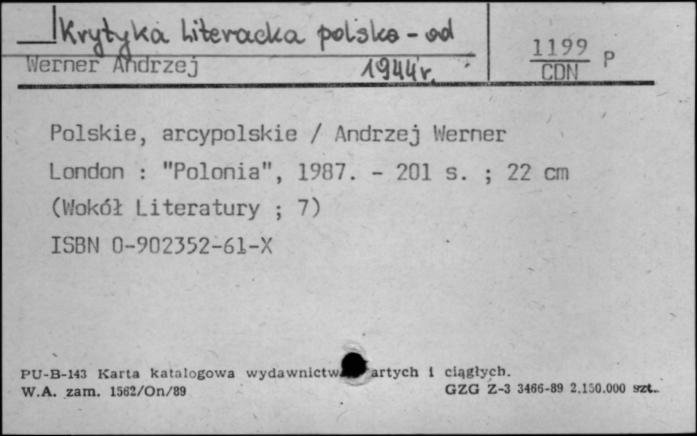 Krytyka literacka polska - od
1944 r.
Werner Andrzej
1199 P
CDN
Polskie, arcypolskie / Andrzej Werner
London : "Polonia", 1987. - 201 s. ; 22 cm
(Wokół Literatury ; 7)
ISBN 0-902352-61-X
PU-B-143 Karta katalogowa wydawnictw artych i ciągłych.
W.A. zam. 1562/On/89
GZG Z-3 3466-89 2.150.000 szt.